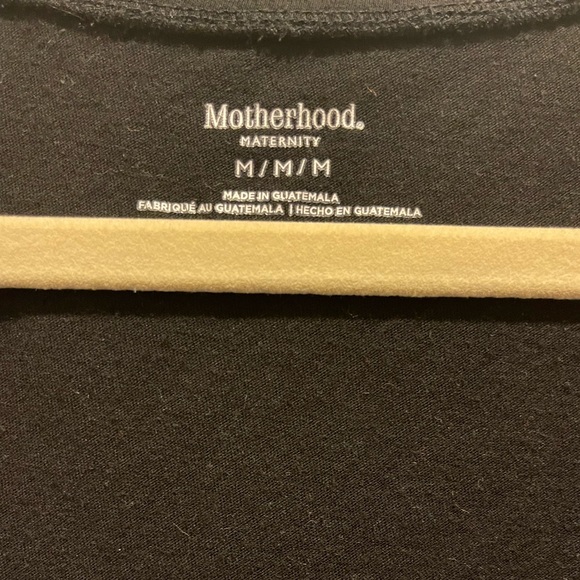 Motherhood®
MATERNITY
M/M/M
MADE IN GUATEMALA
FABRIQUÉ AU GUATEMALA | HECHO EN GUATEMALA